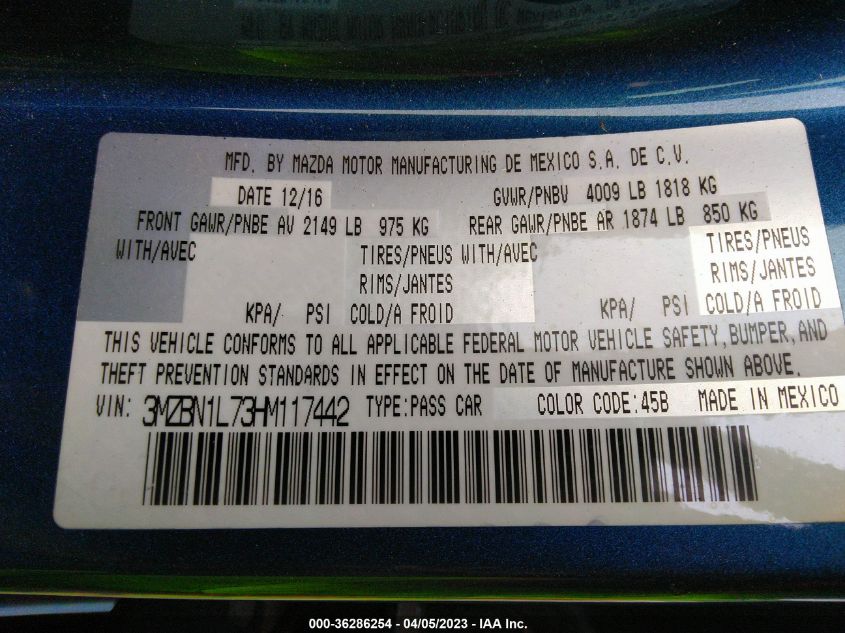 MFD. BY MAZDA MOTOR MANUFACTURING DE MEXICO S.A. DE C.V.
DATE 12/16 GVWR/PNBV 4009 LB 1818 KG
FRONT GAWR/PNBE AV 2149 LB 975 KG REAR GAWR/PNBE AR 1874 LB 850 KG
WITH/AVEC TIRES/PNEUS WITH/AVEC TIRES/PNEUS
RIMS/JANTES RIMS/JANTES
KPA/ PSI COLD/A FROID KPA/ PSI COLD/A FROID
THIS VEHICLE CONFORMS TO ALL APPLICABLE FEDERAL MOTOR VEHICLE SAFETY, BUMPER, AND
THEFT PREVENTION STANDARDS IN EFFECT ON THE DATE OF MANUFACTURE SHOWN ABOVE.
VIN: 3MZBN1L73HM117442 TYPE:PASS CAR COLOR CODE:45B MADE IN MEXICO
000-36286254 - 04/05/2023 - IAA Inc.